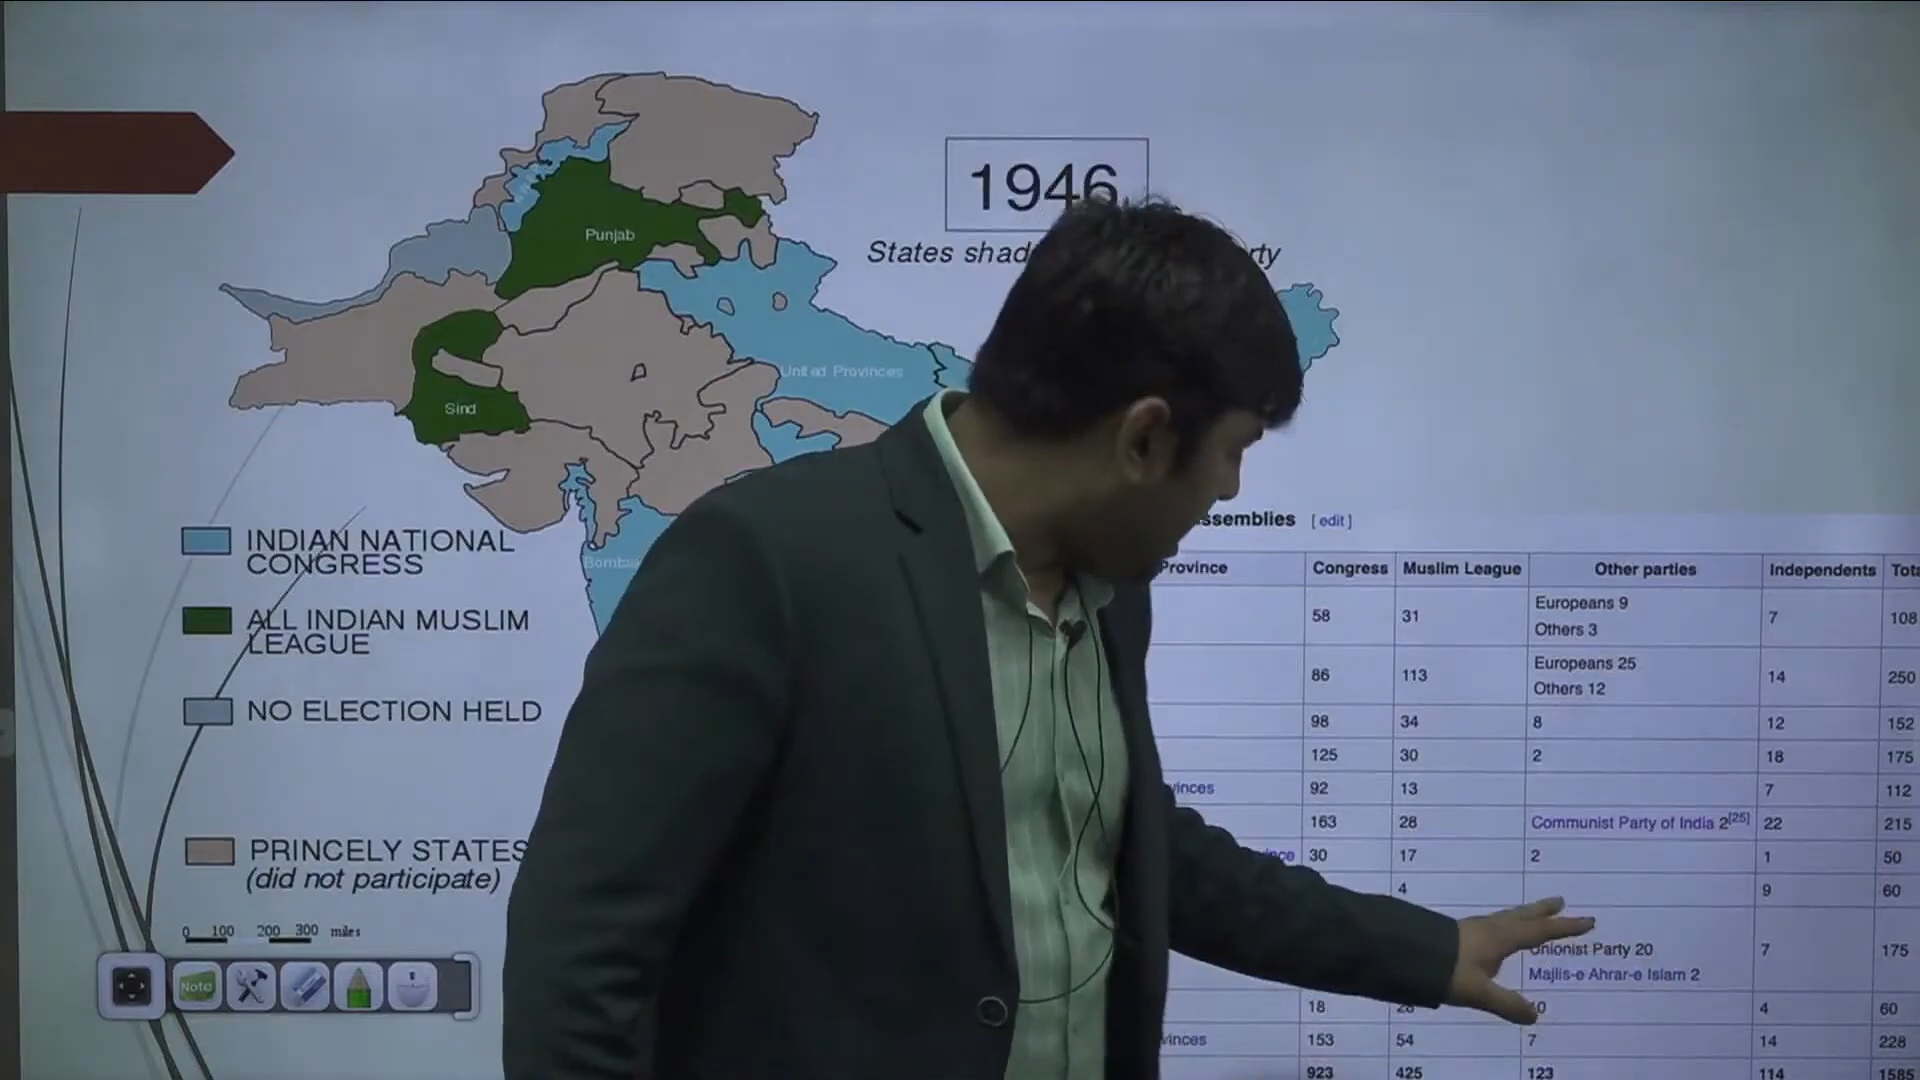 1946
States shad
rty
Punjab
United Provinces
Sind
INDIAN NATIONAL
CONGRESS
ALL INDIAN MUSLIM
LEAGUE
NO ELECTION HELD
PRINCELY STATES
(did not participate)
0 100 200 300 miles
Note
ssemblies [ edit ]
Province Congress Muslim League Other parties Independents Tota
58 31 Europeans 9 7 108
Others 3
86 113 Europeans 25 14 250
Others 12
98 34 8 12 152
125 30 2 18 175
vinces 92 13 7 112
163 28 Communist Party of India 2[25] 22 215
ince 30 17 2 1 50
4 9 60
Unionist Party 20 7 175
Majlis-e Ahrar-e Islam 2
18 28 10 4 60
vinces 153 54 7 14 228
923 425 123 114 1585